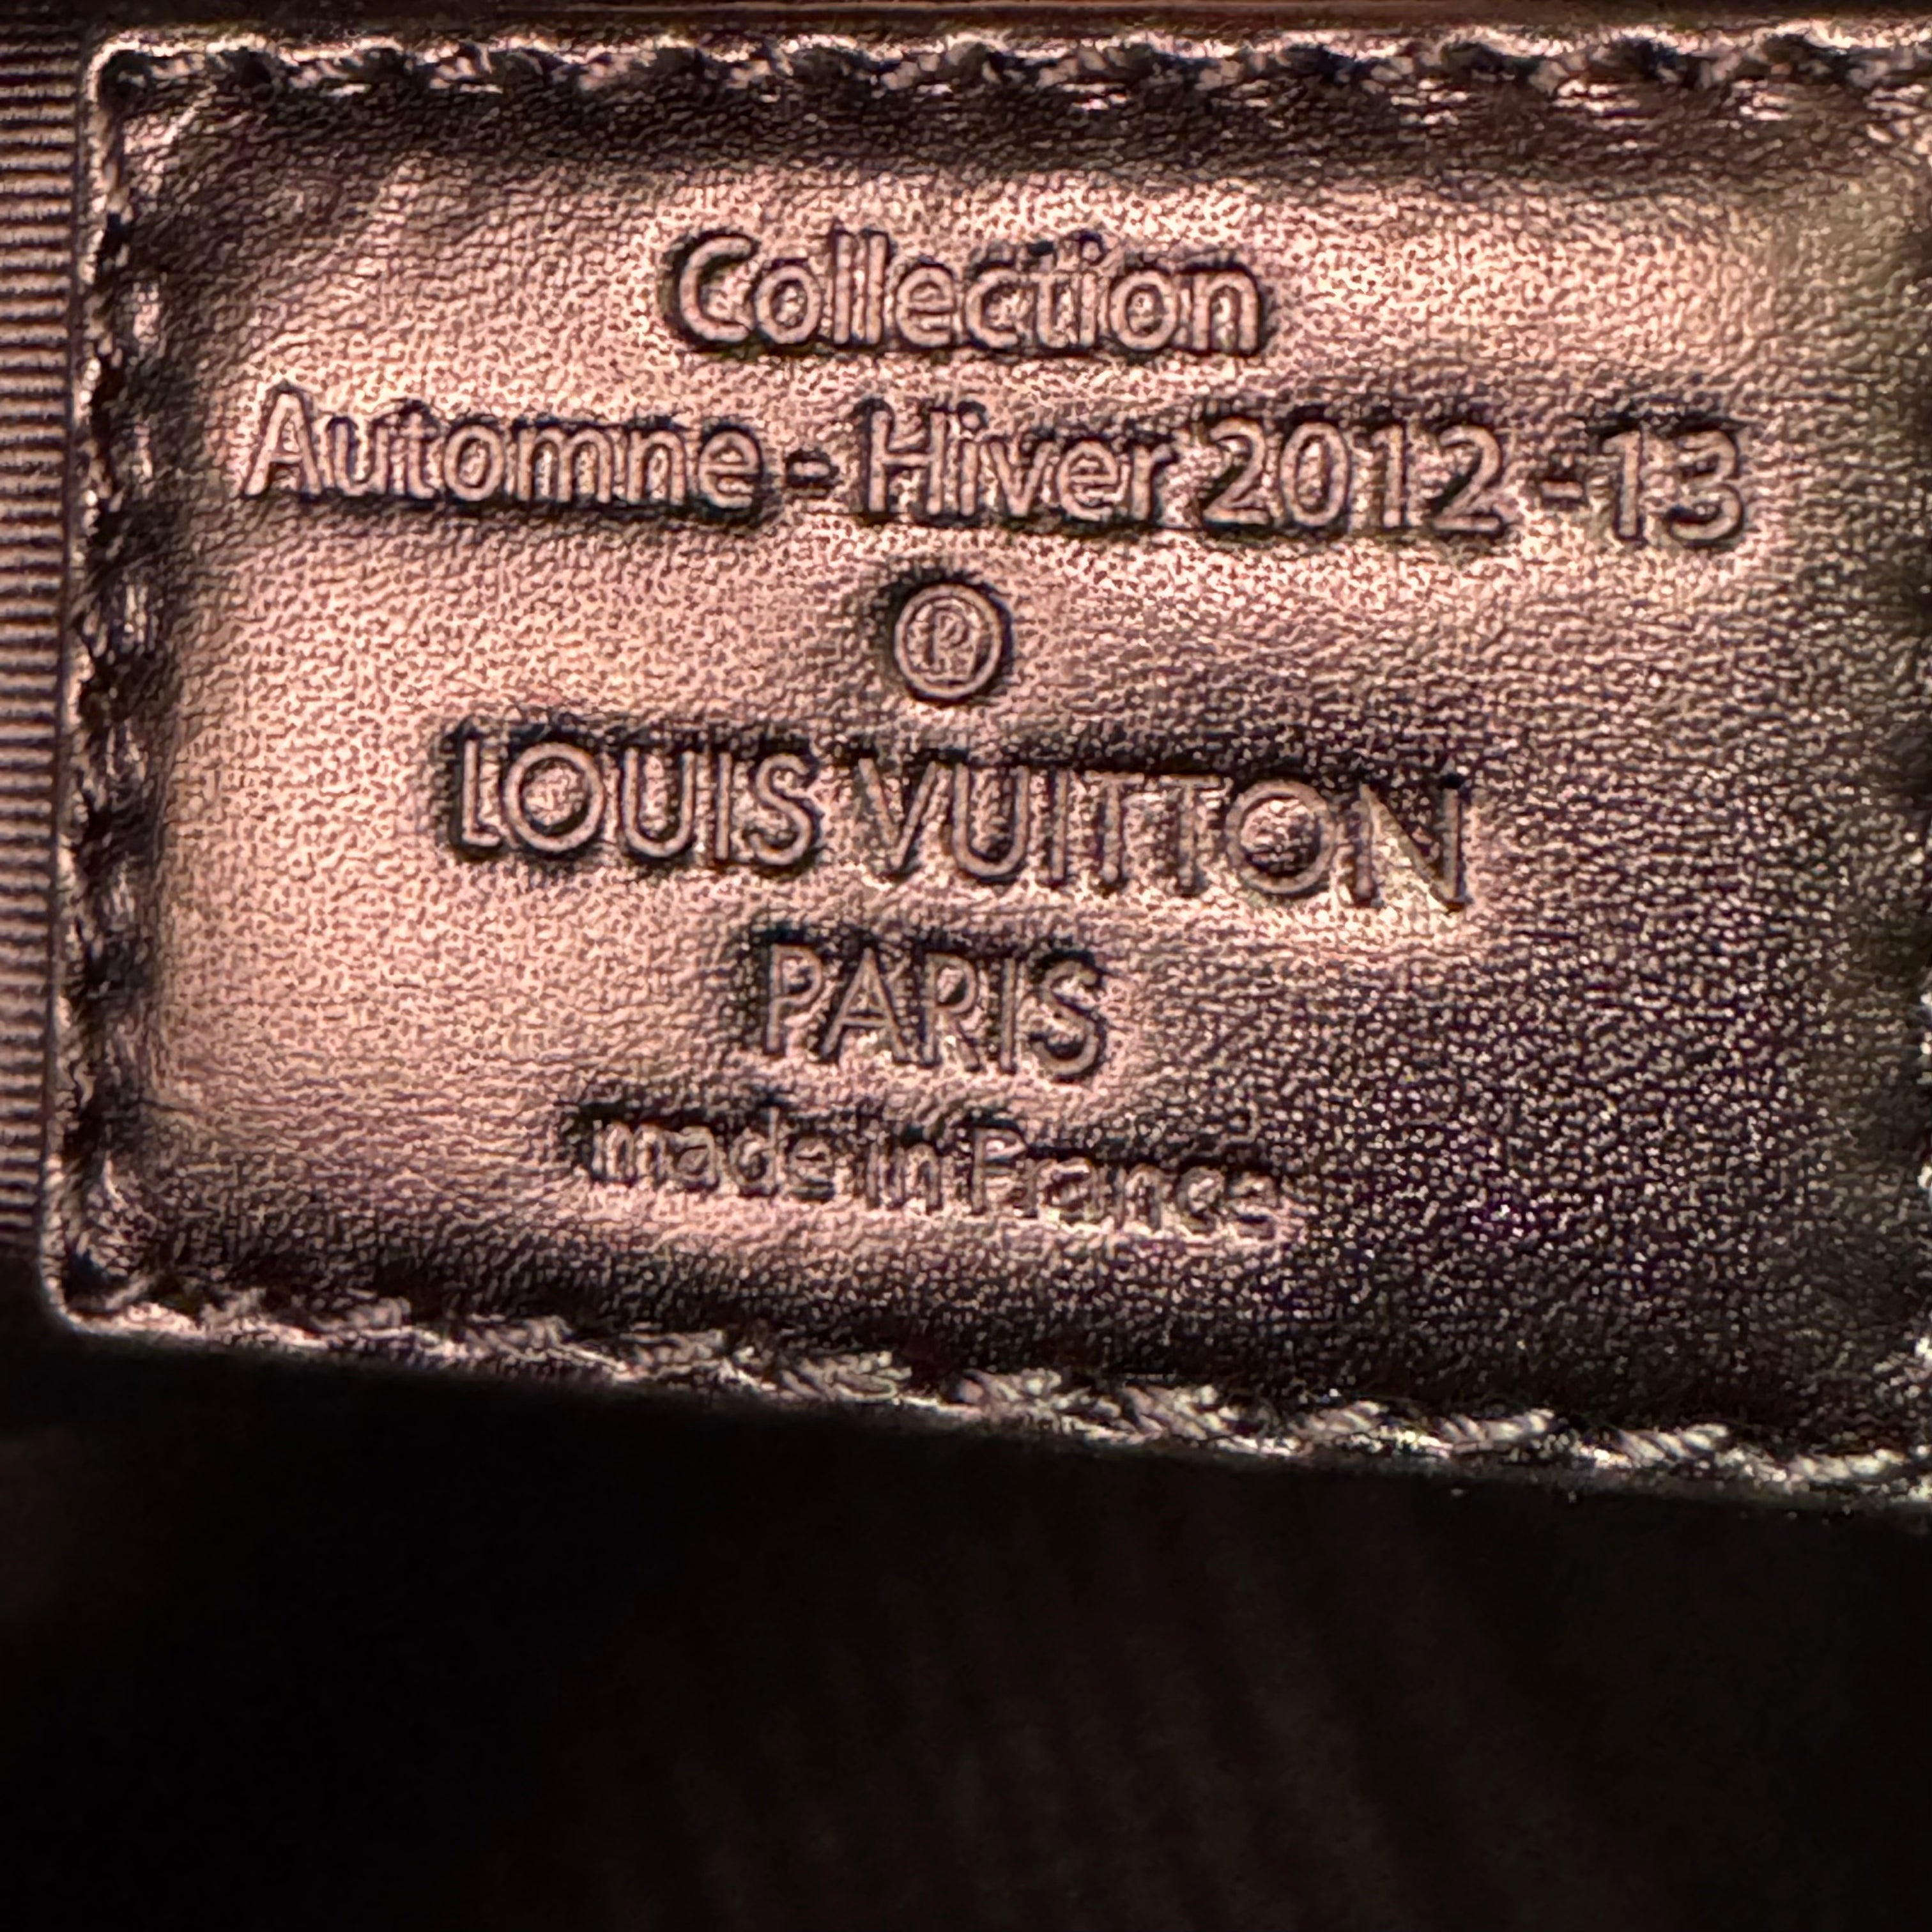 Collection
Automne - Hiver 2012 - 13
®
LOUIS VUITTON
PARIS
made in France